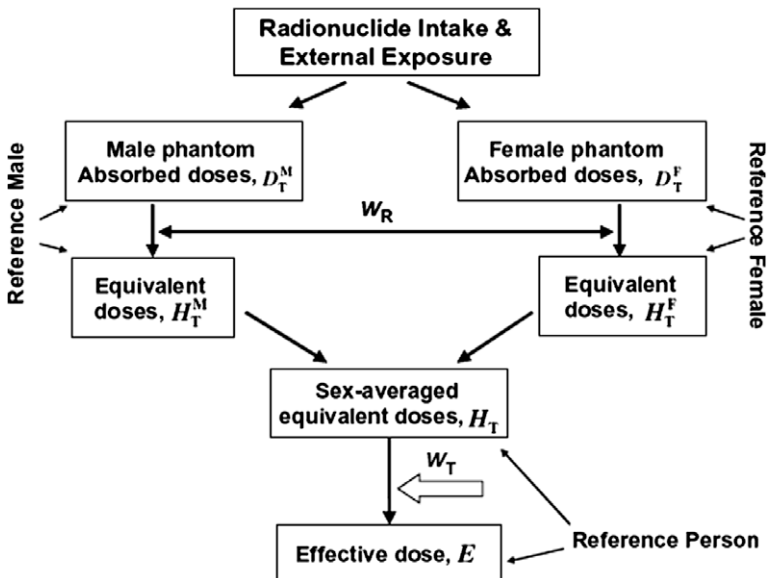 Radionuclide Intake &
External Exposure
Male phantom
Absorbed doses, D_T^M
Female phantom
Absorbed doses, D_T^F
Reference Male
Reference Female
w_R
Equivalent
doses, H_T^M
Equivalent
doses, H_T^F
Sex-averaged
equivalent doses, H_T
w_T
Effective dose, E
Reference Person